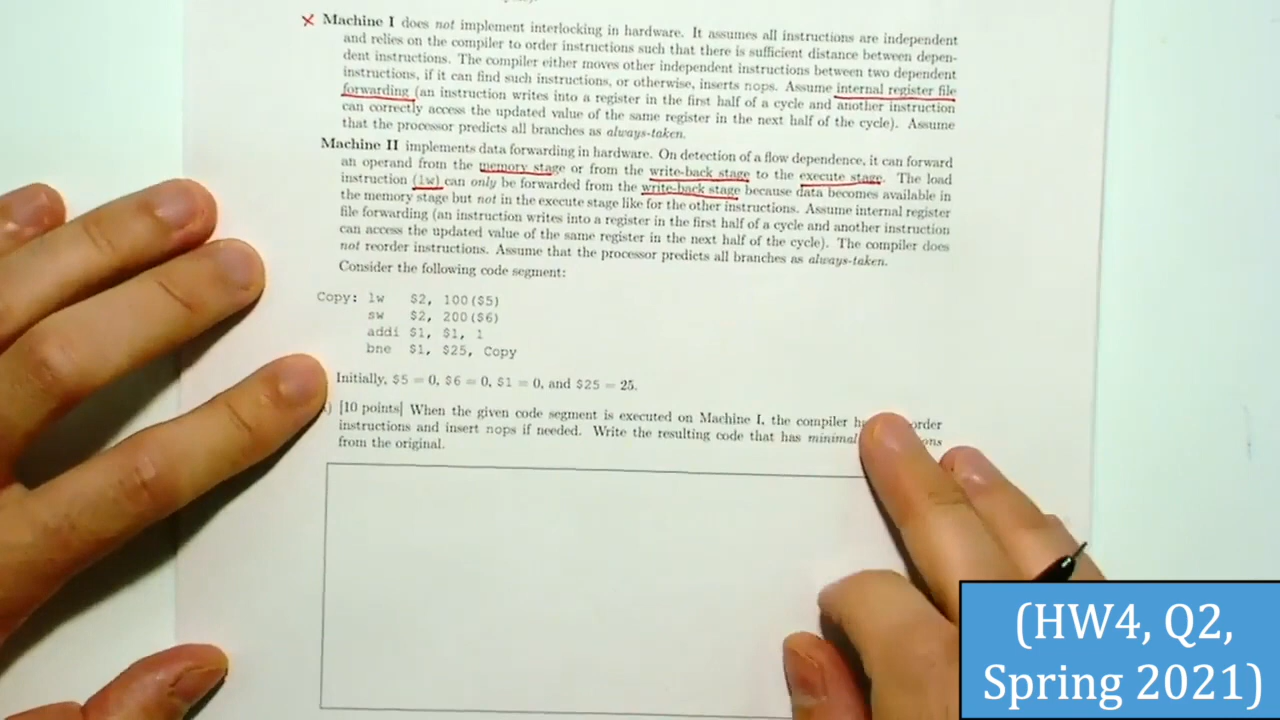 Machine I does not implement interlocking in hardware. It assumes all instructions are independent
and relies on the compiler to order instructions such that there is sufficient distance between depen-
dent instructions. The compiler either moves other independent instructions between two dependent
instructions, if it can find such instructions, or otherwise, inserts nops. Assume internal register file
forwarding (an instruction writes into a register in the first half of a cycle and another instruction
can correctly access the updated value of the same register in the next half of the cycle). Assume
that the processor predicts all branches as always-taken.
Machine II implements data forwarding in hardware. On detection of a flow dependence, it can forward
an operand from the memory stage or from the write-back stage to the execute stage. The load
instruction (lw) can only be forwarded from the write-back stage because data becomes available in
the memory stage but not in the execute stage like for the other instructions. Assume internal register
file forwarding (an instruction writes into a register in the first half of a cycle and another instruction
can access the updated value of the same register in the next half of the cycle). The compiler does
not reorder instructions. Assume that the processor predicts all branches as always-taken.
Consider the following code segment:
Copy: lw $2, 100($5)
sw $2, 200($6)
addi $1, $1, 1
bne $1, $25, Copy
Initially, $5 = 0, $6 = 0, $1 = 0, and $25 = 25.
[10 points] When the given code segment is executed on Machine I, the compiler order
instructions and insert nops if needed. Write the resulting code that has minimal
from the original.
(HW4, Q2,
Spring 2021)